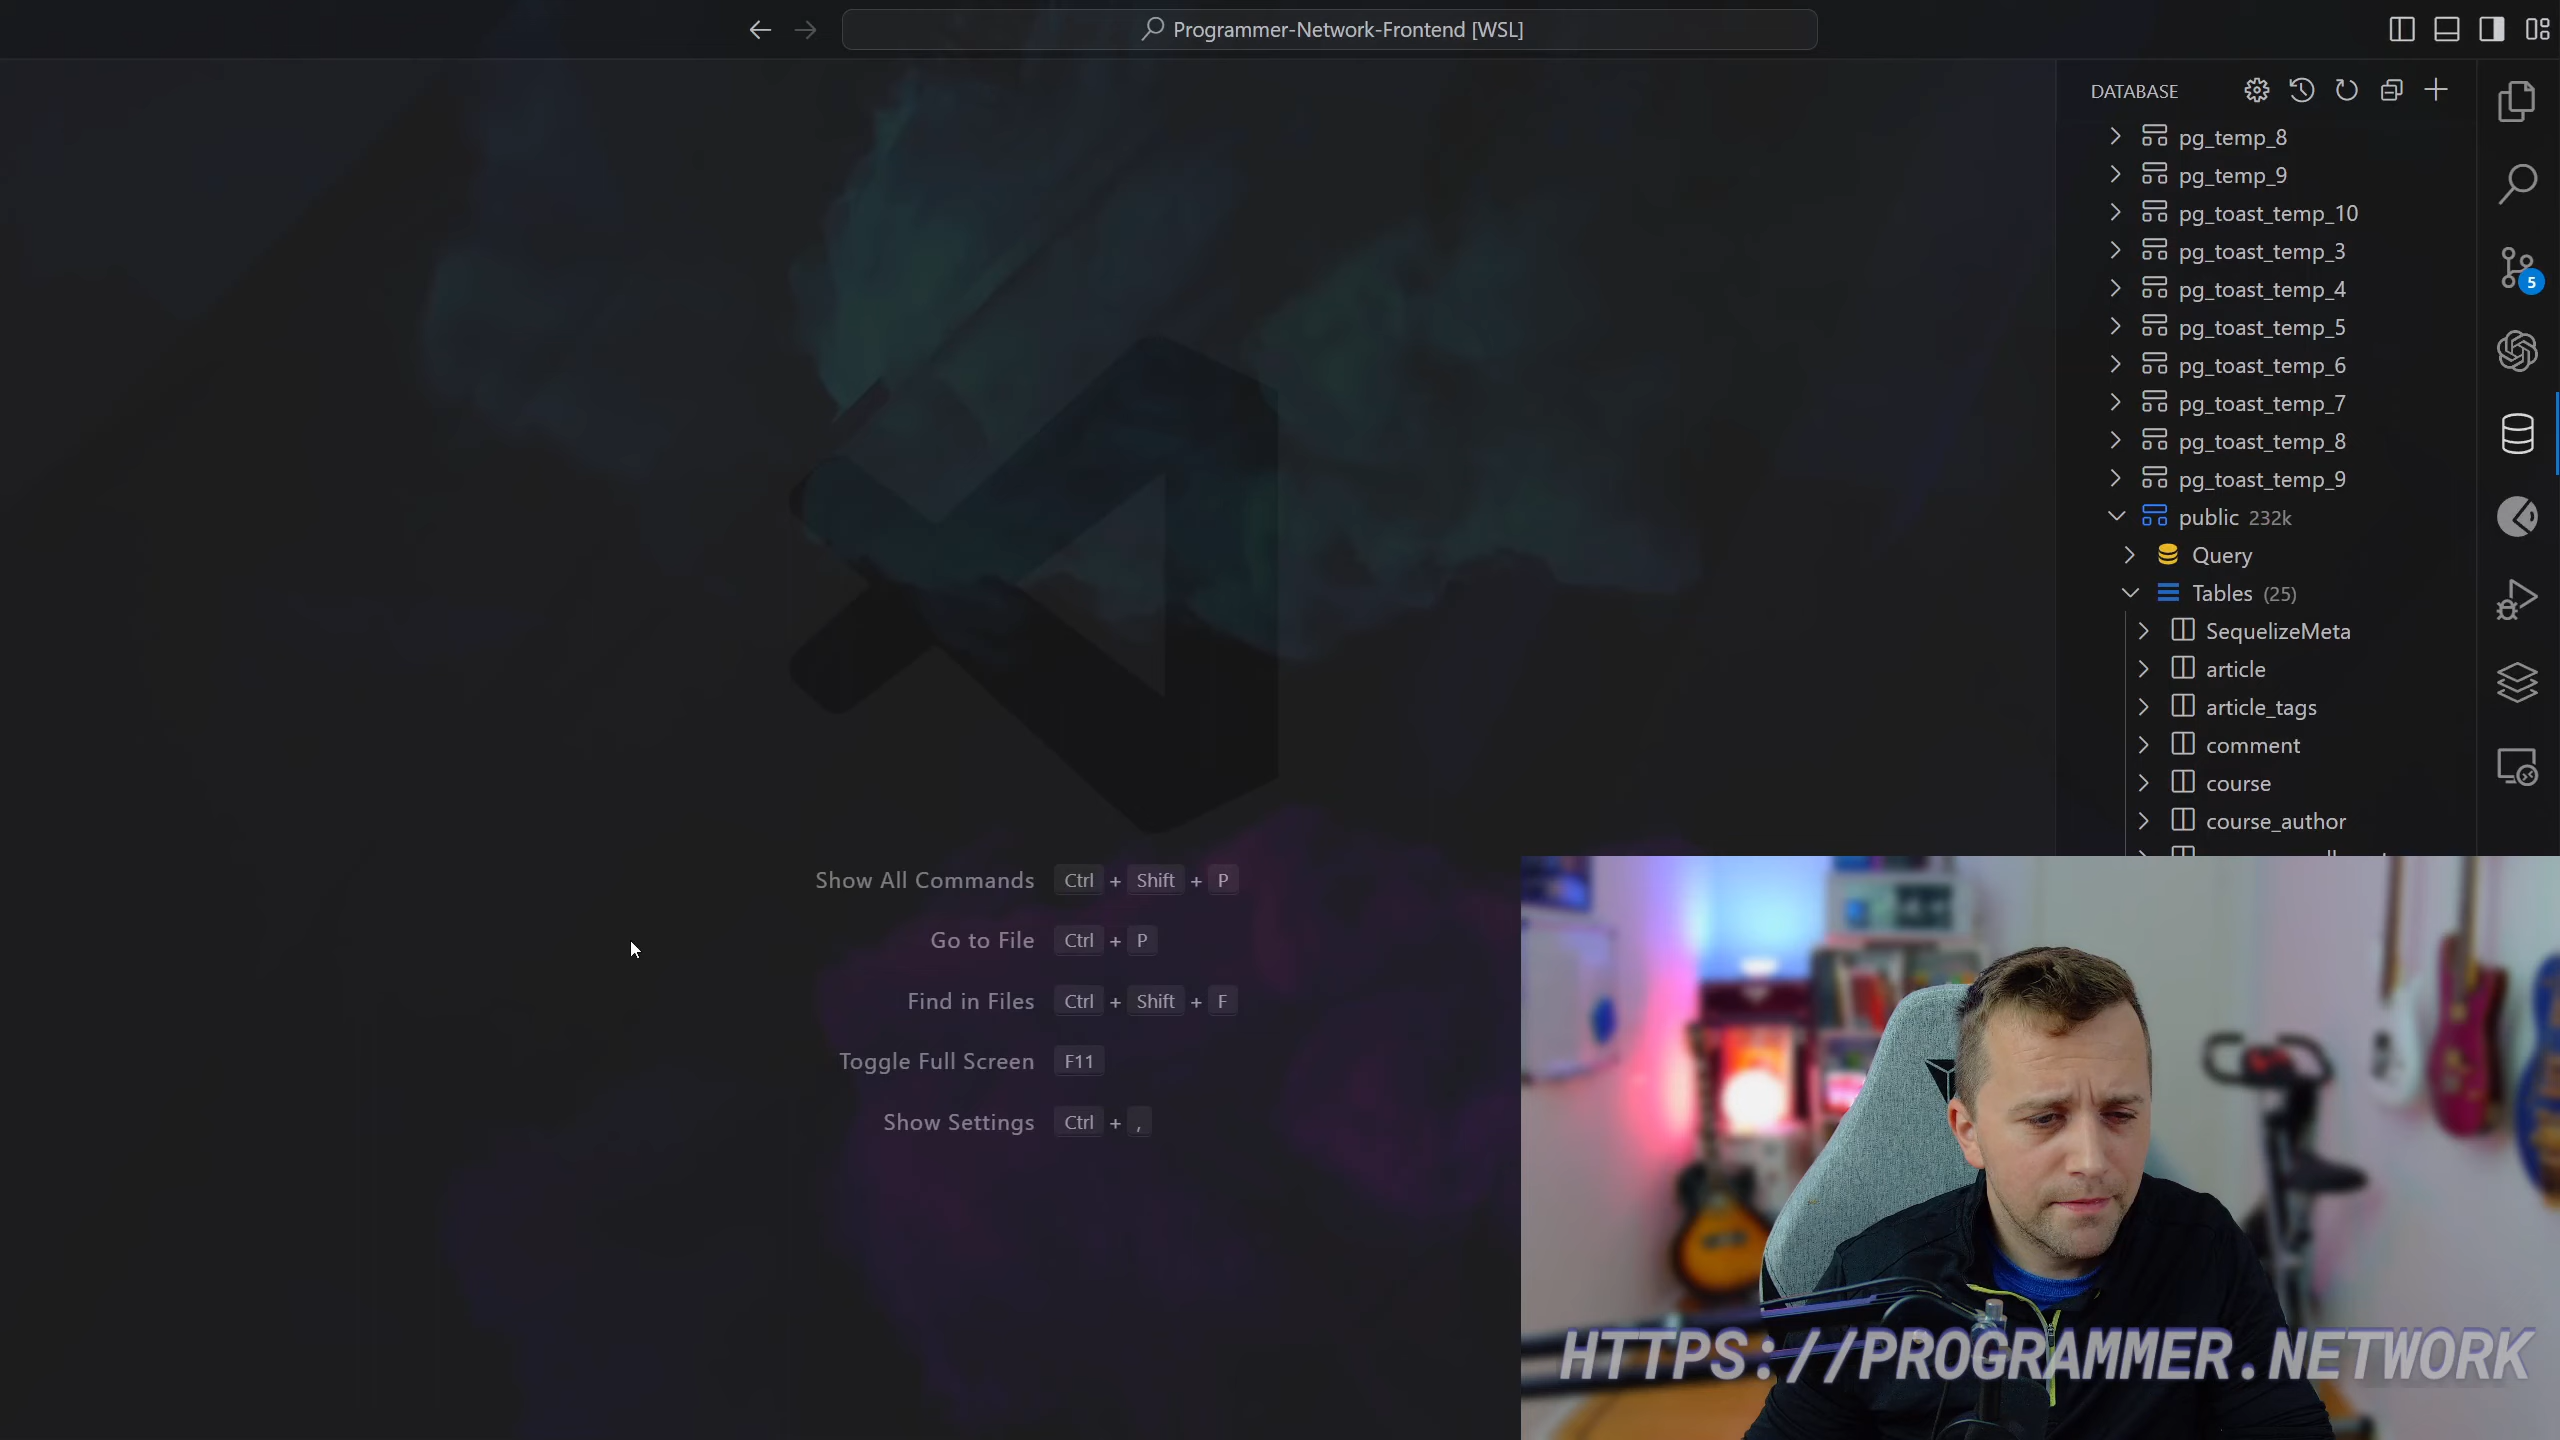 Programmer-Network-Frontend [WSL]
DATABASE
pg_temp_8
pg_temp_9
pg_toast_temp_10
pg_toast_temp_3
pg_toast_temp_4
pg_toast_temp_5
pg_toast_temp_6
pg_toast_temp_7
pg_toast_temp_8
pg_toast_temp_9
public 232k
Query
Tables (25)
SequelizeMeta
article
article_tags
comment
course
course_author
5
Show All Commands Ctrl + Shift + P
Go to File Ctrl + P
Find in Files Ctrl + Shift + F
Toggle Full Screen F11
Show Settings Ctrl + ,
HTTPS://PROGRAMMER.NETWORK